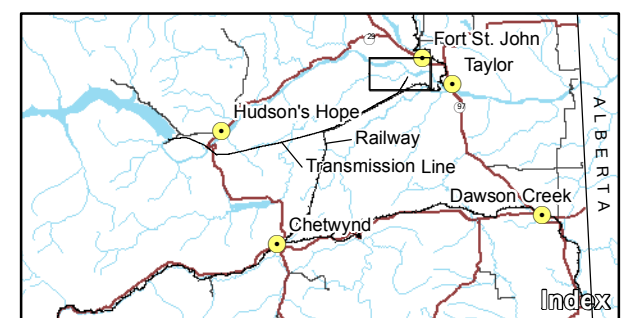 29
Fort St. John
Taylor
Hudson's Hope
97
Railway
Transmission Line
ALBERTA
Dawson Creek
Chetwynd
Index